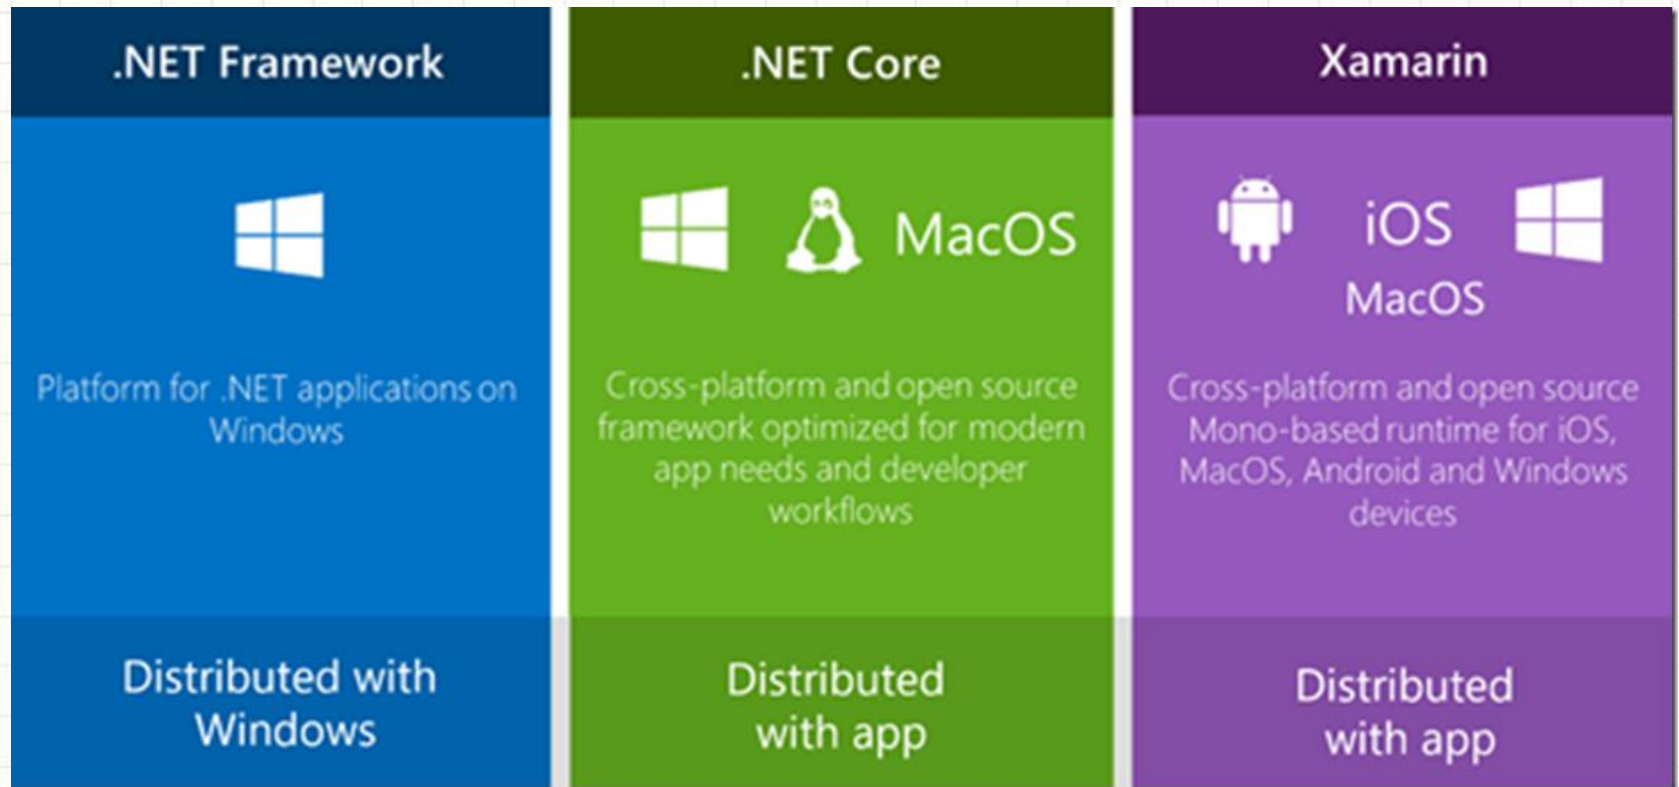 .NET Framework
Platform for .NET applications on
Windows
Distributed with
Windows
.NET Core
MacOS
Cross-platform and open source
framework optimized for modern
app needs and developer
workflows
Distributed
with app
Xamarin
iOS
MacOS
Cross-platform and open source
Mono-based runtime for iOS,
MacOS, Android and Windows
devices
Distributed
with app